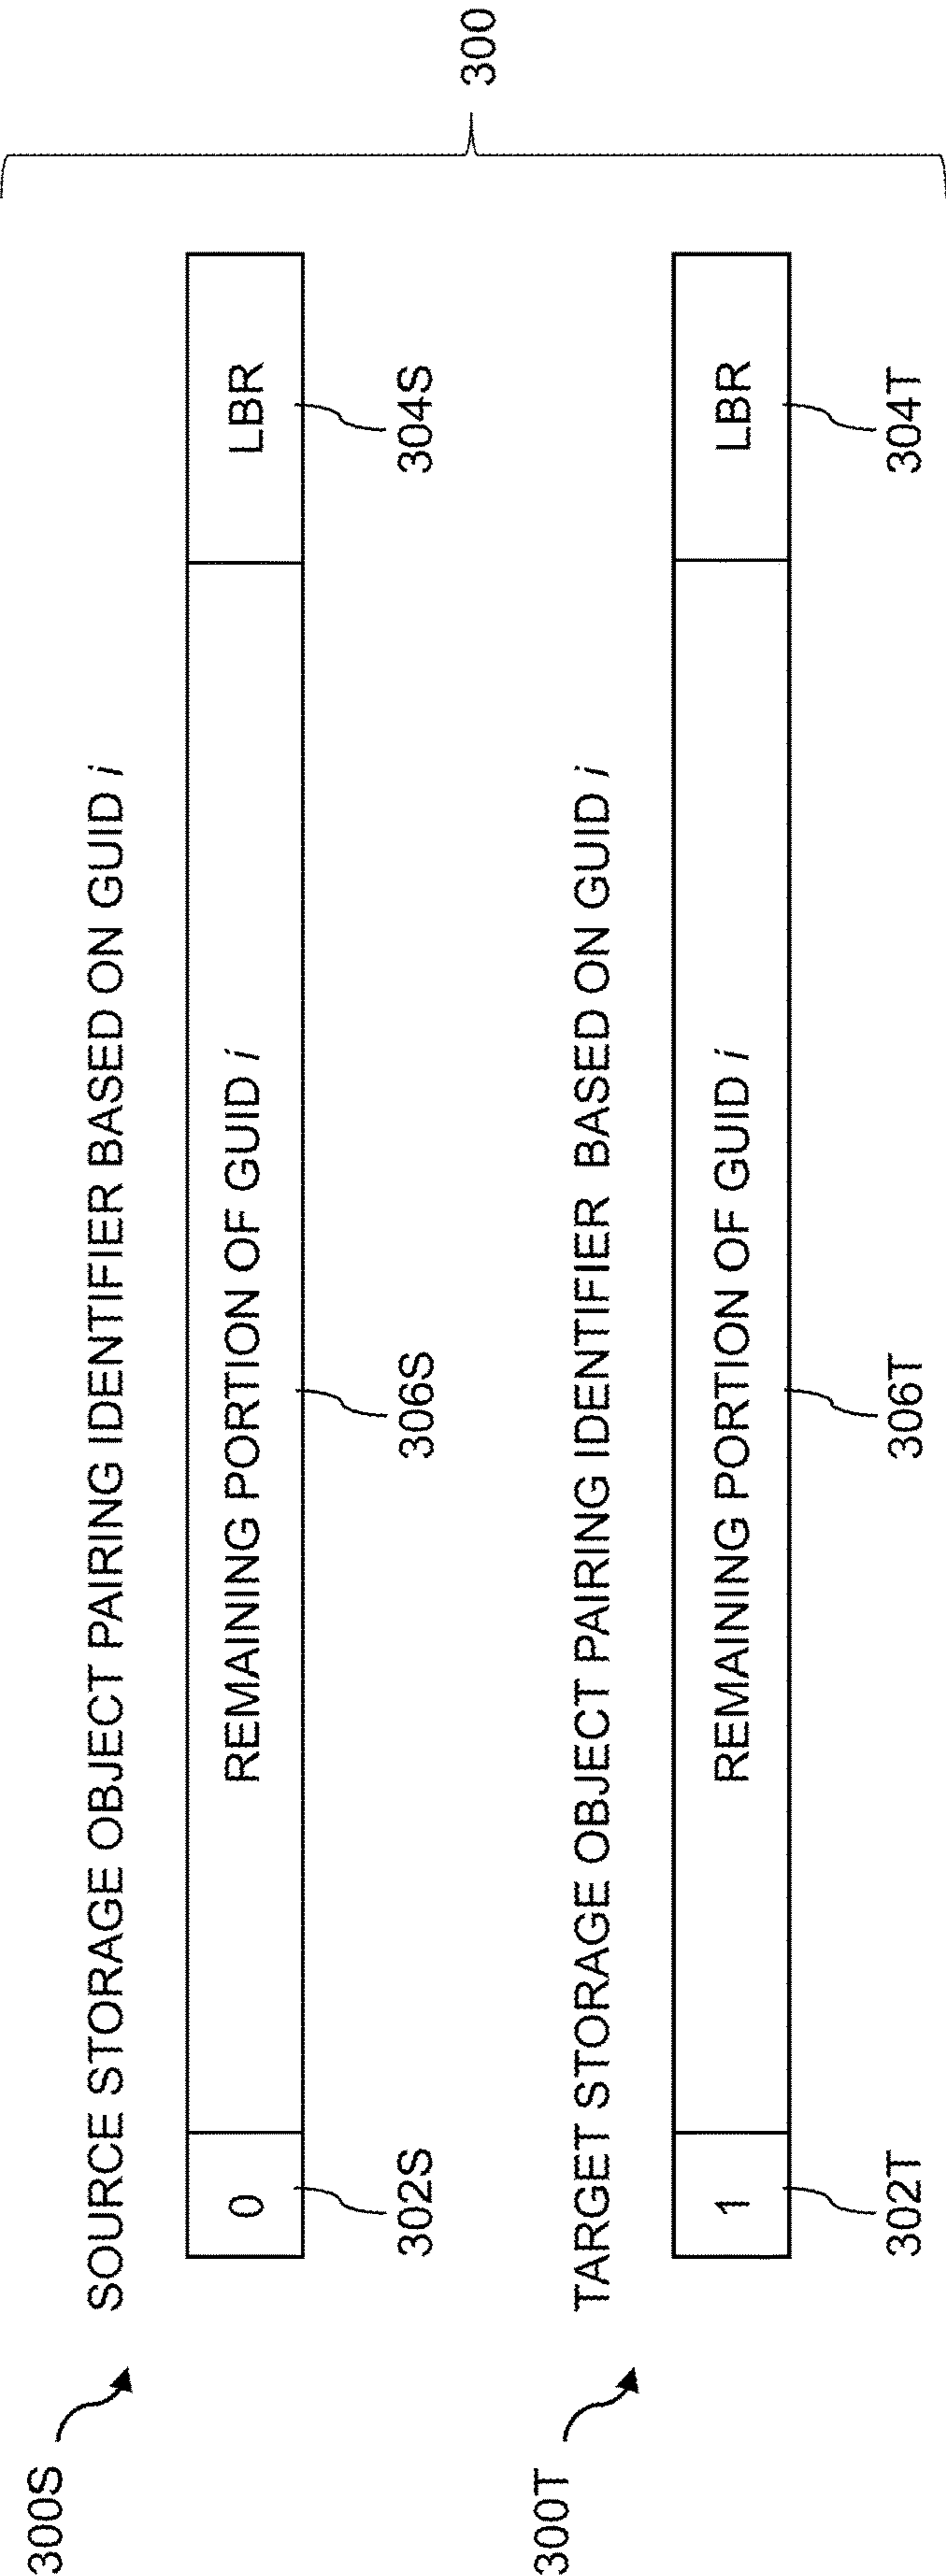 300S
SOURCE STORAGE OBJECT PAIRING IDENTIFIER BASED ON GUID i
0
REMAINING PORTION OF GUID i
LBR
302S
306S
304S
300T
TARGET STORAGE OBJECT PAIRING IDENTIFIER BASED ON GUID i
1
REMAINING PORTION OF GUID i
LBR
302T
306T
304T
300